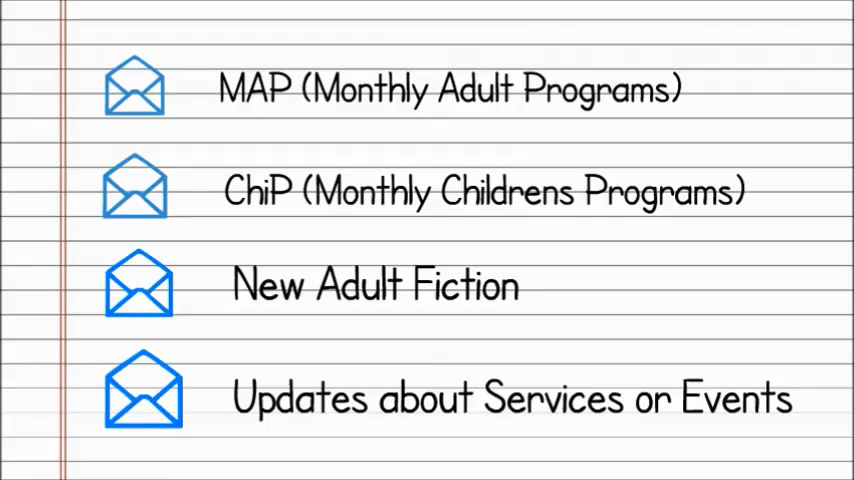 MAP (Monthly Adult Programs)
ChiP (Monthly Childrens Programs)
New Adult Fiction
Updates about Services or Events